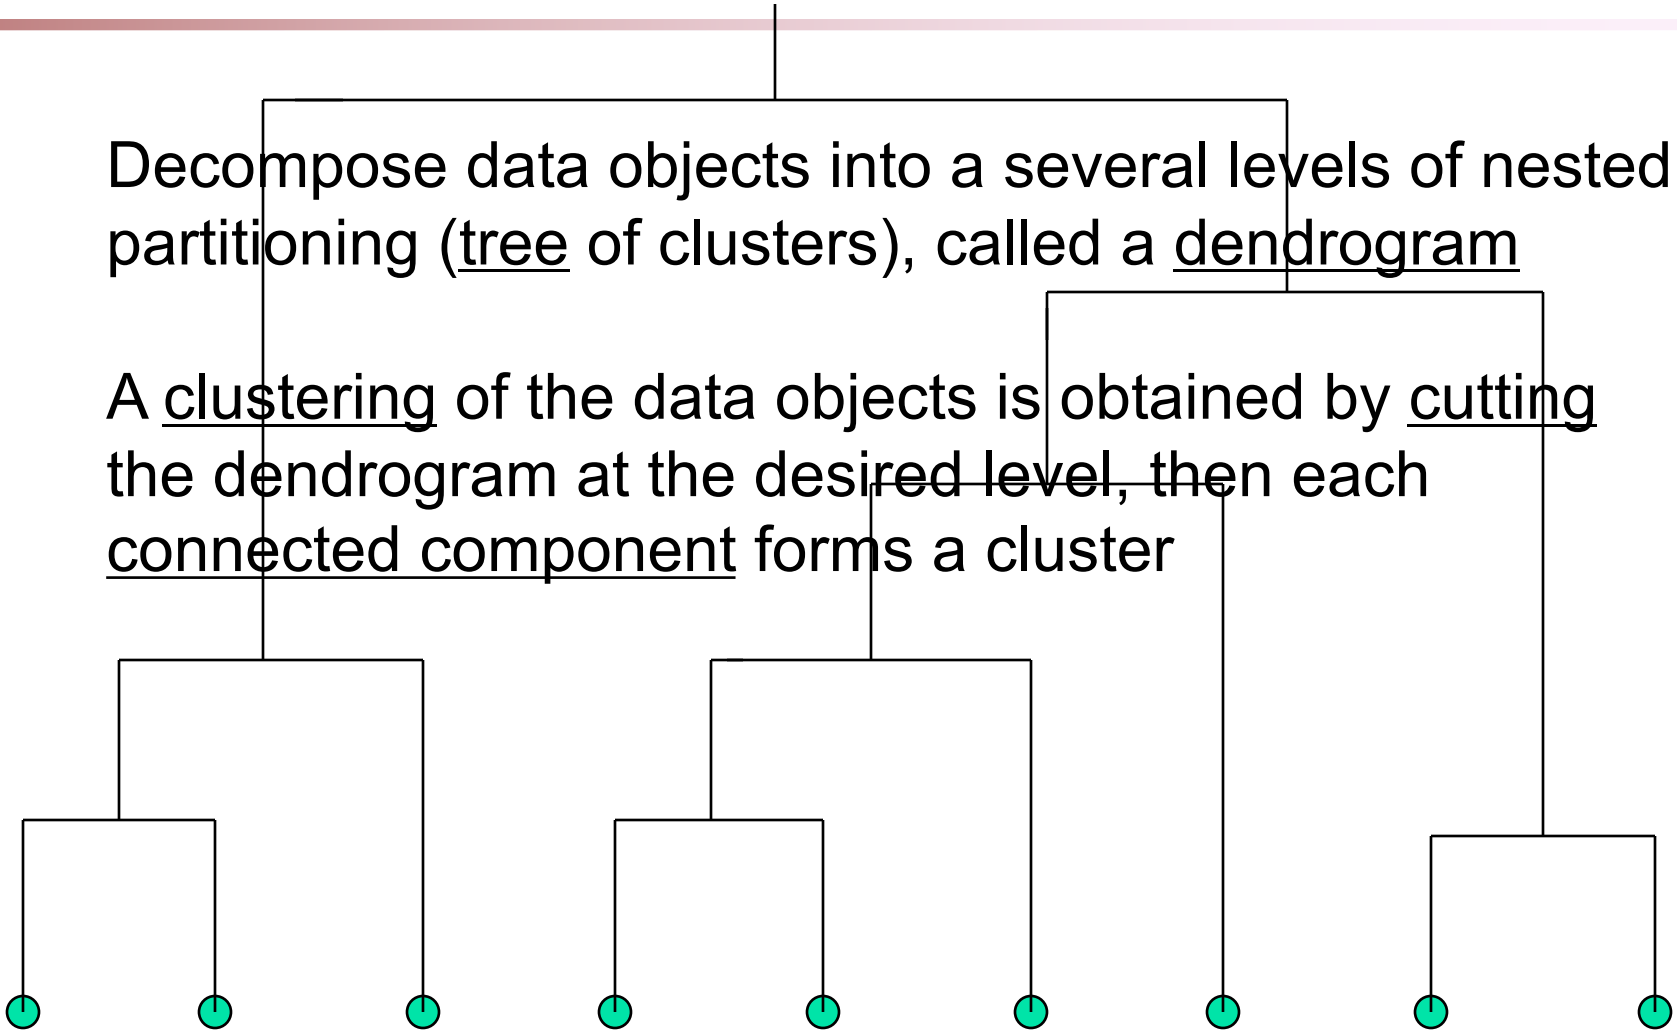 Decompose data objects into a several levels of nested
partitioning (tree of clusters), called a dendrogram
A clustering of the data objects is obtained by cutting
the dendrogram at the desired level, then each
connected component forms a cluster